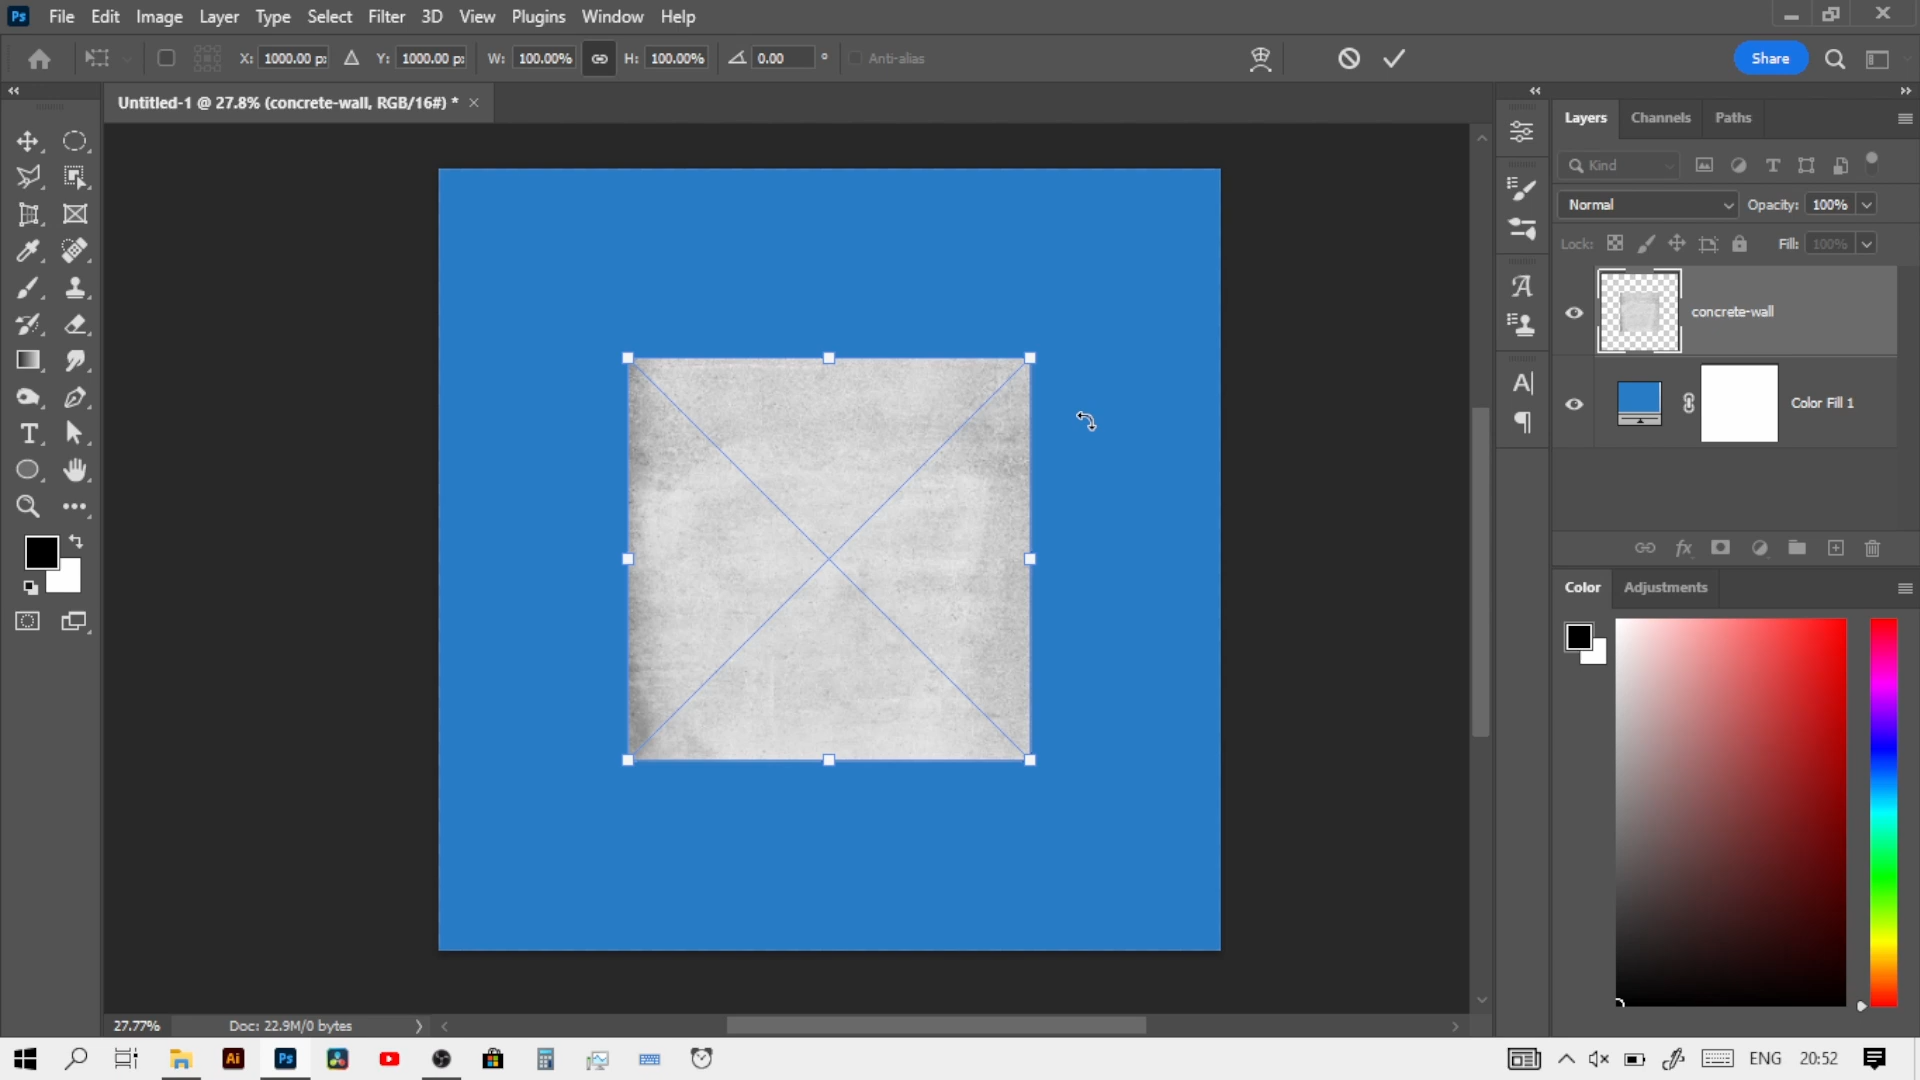 Ps File Edit Image Layer Type Select Filter 3D View Plugins Window Help
X: 1000.00 p Y: 1000.00 p W: 100.00% H: 100.00% 0.00 ° Anti-alias Share
Untitled-1 @ 27.8% (concrete-wall, RGB/16#) *
Layers Channels Paths
Kind
Normal Opacity: 100%
Lock: Fill: 100%
concrete-wall
Color Fill 1
Color Adjustments
27.77% Doc: 22.9M/0 bytes
Ai Ps ENG 20:52